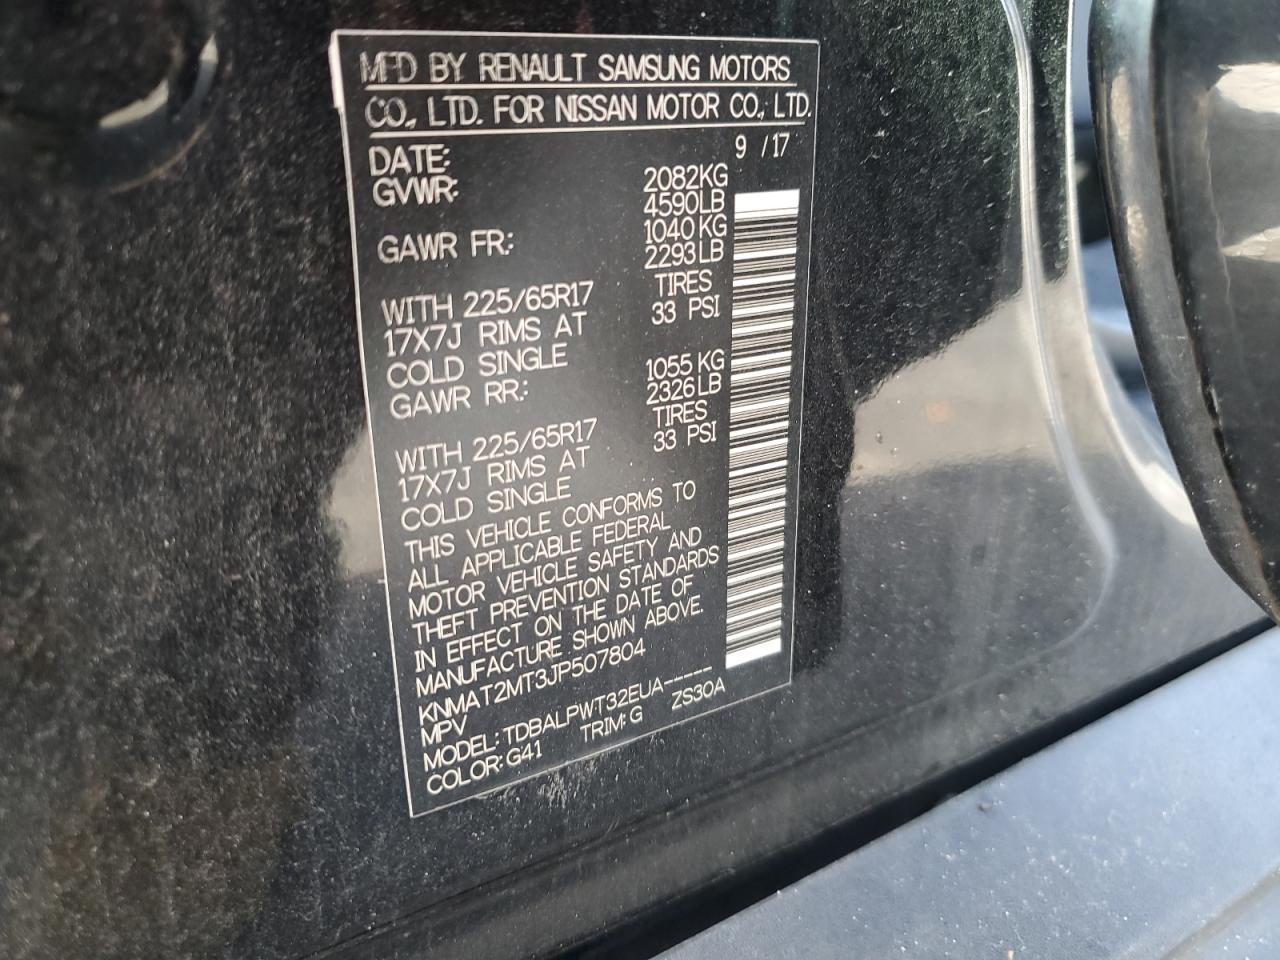 MFD BY RENAULT SAMSUNG MOTORS
CO., LTD. FOR NISSAN MOTOR CO., LTD.
DATE: 9 /17
GVWR: 2082KG
4590LB
GAWR FR: 1040KG
2293LB
WITH 225/65R17 TIRES
17X7J RIMS AT 33 PSI
COLD SINGLE
GAWR RR: 1055KG
2326LB
WITH 225/65R17 TIRES
17X7J RIMS AT 33 PSI
COLD SINGLE
THIS VEHICLE CONFORMS TO
ALL APPLICABLE FEDERAL
MOTOR VEHICLE SAFETY AND
THEFT PREVENTION STANDARDS
IN EFFECT ON THE DATE OF
MANUFACTURE SHOWN ABOVE.
KNMAT2MT3JP507804
MPV
MODEL: TDBALPWT32EUA-----
COLOR: G41 TRIM: G ZS30A